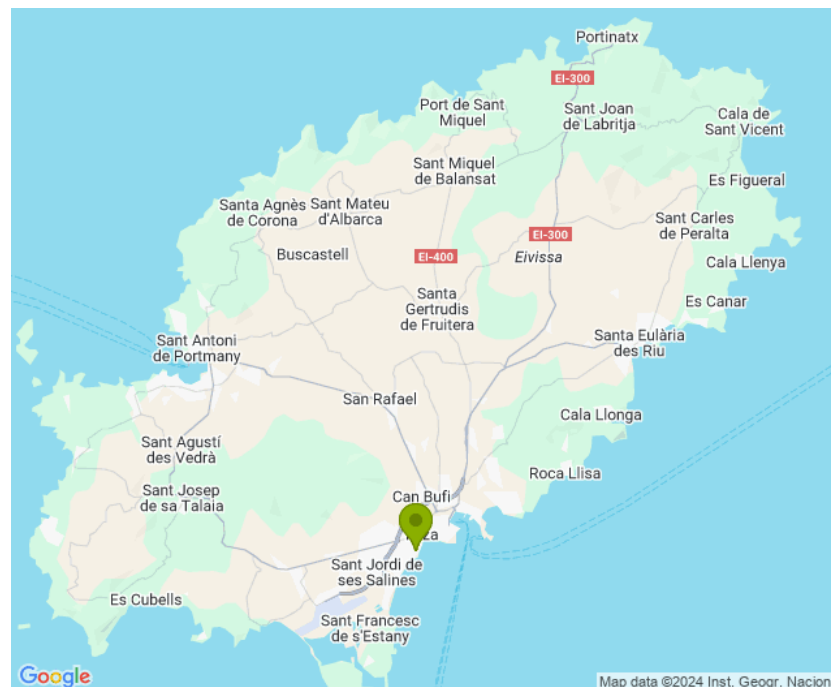 Portinatx
EI-300
Port de Sant
Miquel
Sant Joan
de Labritja
Cala de
Sant Vicent
Sant Miquel
de Balansat
Es Figueral
Santa Agnès
de Corona
Sant Mateu
d'Albarca
Sant Carles
de Peralta
EI-300
Buscastell
EI-400
Eivissa
Cala Llenya
Santa
Gertrudis
de Fruitera
Es Canar
Sant Antoni
de Portmany
Santa Eulària
des Riu
San Rafael
Cala Llonga
Sant Agustí
des Vedrà
Roca Llisa
Sant Josep
de sa Talaia
Can Bufi
Sant Jordi de
ses Salines
Es Cubells
Sant Francesc
de s'Estany
Google
Map data ©2024 Inst. Geogr. Nacion